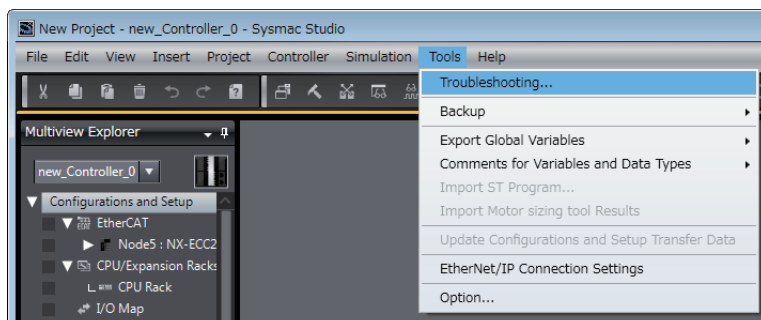 New Project - new_Controller_0 - Sysmac Studio
File Edit View Insert Project Controller Simulation Tools Help
Troubleshooting...
Backup
Export Global Variables
Comments for Variables and Data Types
Import ST Program...
Import Motor sizing tool Results
Update Configurations and Setup Transfer Data
EtherNet/IP Connection Settings
Option...
Multiview Explorer
new_Controller_0
Configurations and Setup
EtherCAT
Node5 : NX-ECC2
CPU/Expansion Racks
CPU Rack
I/O Map